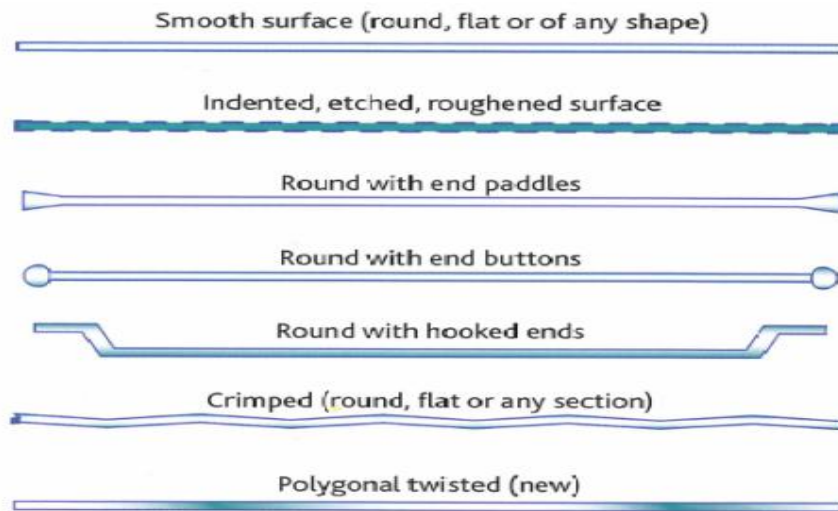 Smooth surface (round, flat or of any shape)
Indented, etched, roughened surface
Round with end paddles
Round with end buttons
Round with hooked ends
Crimped (round, flat or any section)
Polygonal twisted (new)